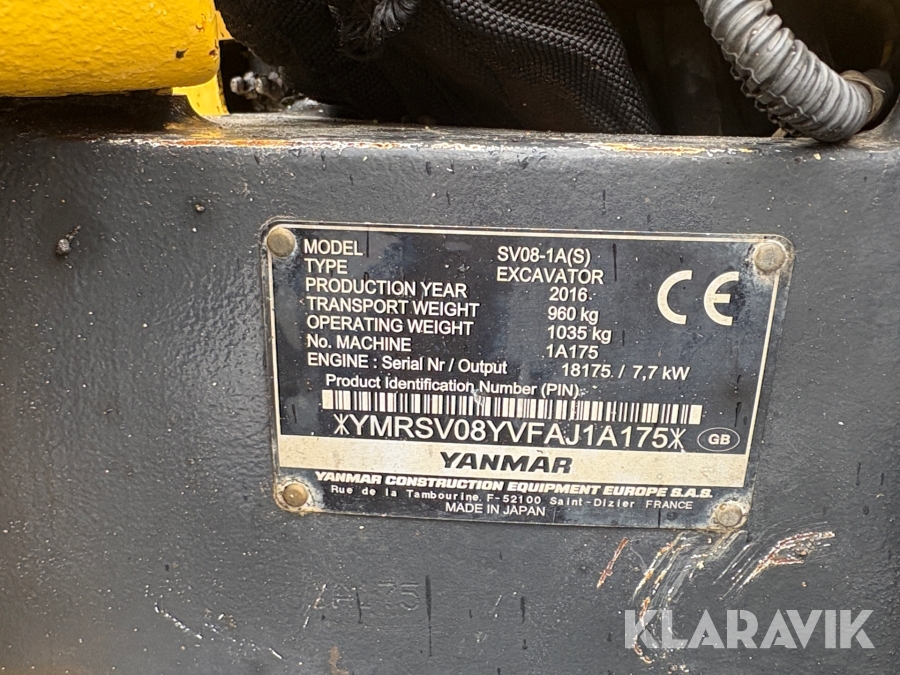 MODEL SV08-1A(S)
TYPE EXCAVATOR
PRODUCTION YEAR 2016
TRANSPORT WEIGHT 960 kg
OPERATING WEIGHT 1035 kg
No. MACHINE 1A175
ENGINE : Serial Nr / Output 18175 / 7,7 kW
Product Identification Number (PIN):
YMRSV08YVFAJ1A175
CE
GB
YANMAR
YANMAR CONSTRUCTION EQUIPMENT EUROPE S.A.S.
Rue de la Tambourine F-52100 Saint-Dizier FRANCE
MADE IN JAPAN
KLARAVIK